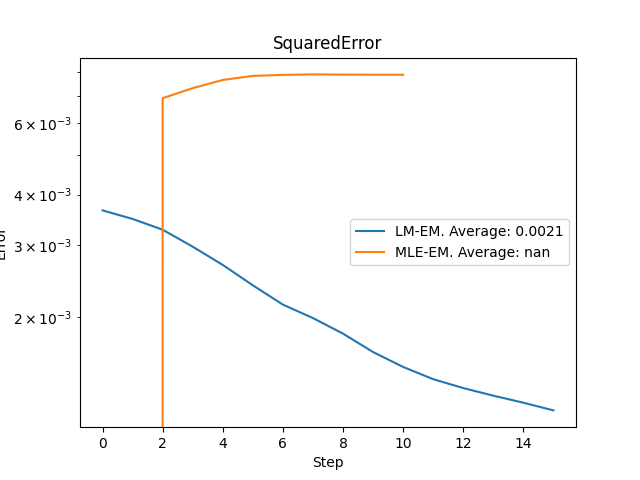 SquaredError
6 × 10⁻³
4 × 10⁻³
3 × 10⁻³
2 × 10⁻³
Error
LM-EM. Average: 0.0021
MLE-EM. Average: nan
0 2 4 6 8 10 12 14
Step